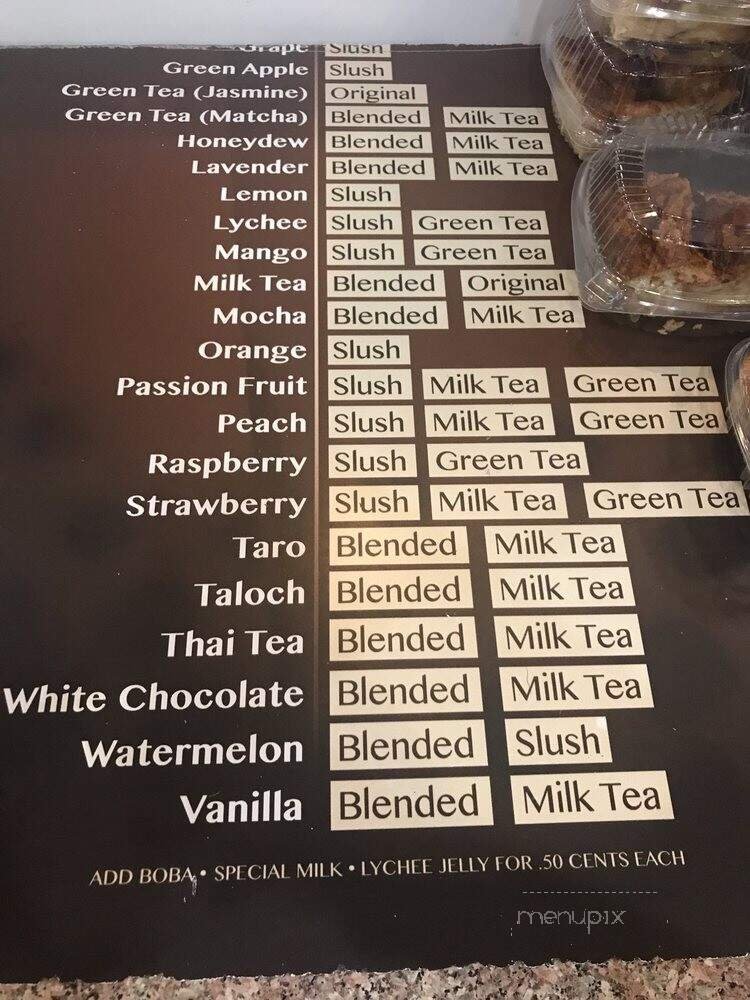 Grape Slush
Green Apple Slush
Green Tea (Jasmine) Original
Green Tea (Matcha) Blended Milk Tea
Honeydew Blended Milk Tea
Lavender Blended Milk Tea
Lemon Slush
Lychee Slush Green Tea
Mango Slush Green Tea
Milk Tea Blended Original
Mocha Blended Milk Tea
Orange Slush
Passion Fruit Slush Milk Tea Green Tea
Peach Slush Milk Tea Green Tea
Raspberry Slush Green Tea
Strawberry Slush Milk Tea Green Tea
Taro Blended Milk Tea
Taloch Blended Milk Tea
Thai Tea Blended Milk Tea
White Chocolate Blended Milk Tea
Watermelon Blended Slush
Vanilla Blended Milk Tea
ADD BOBA • SPECIAL MILK • LYCHEE JELLY FOR .50 CENTS EACH
menupix